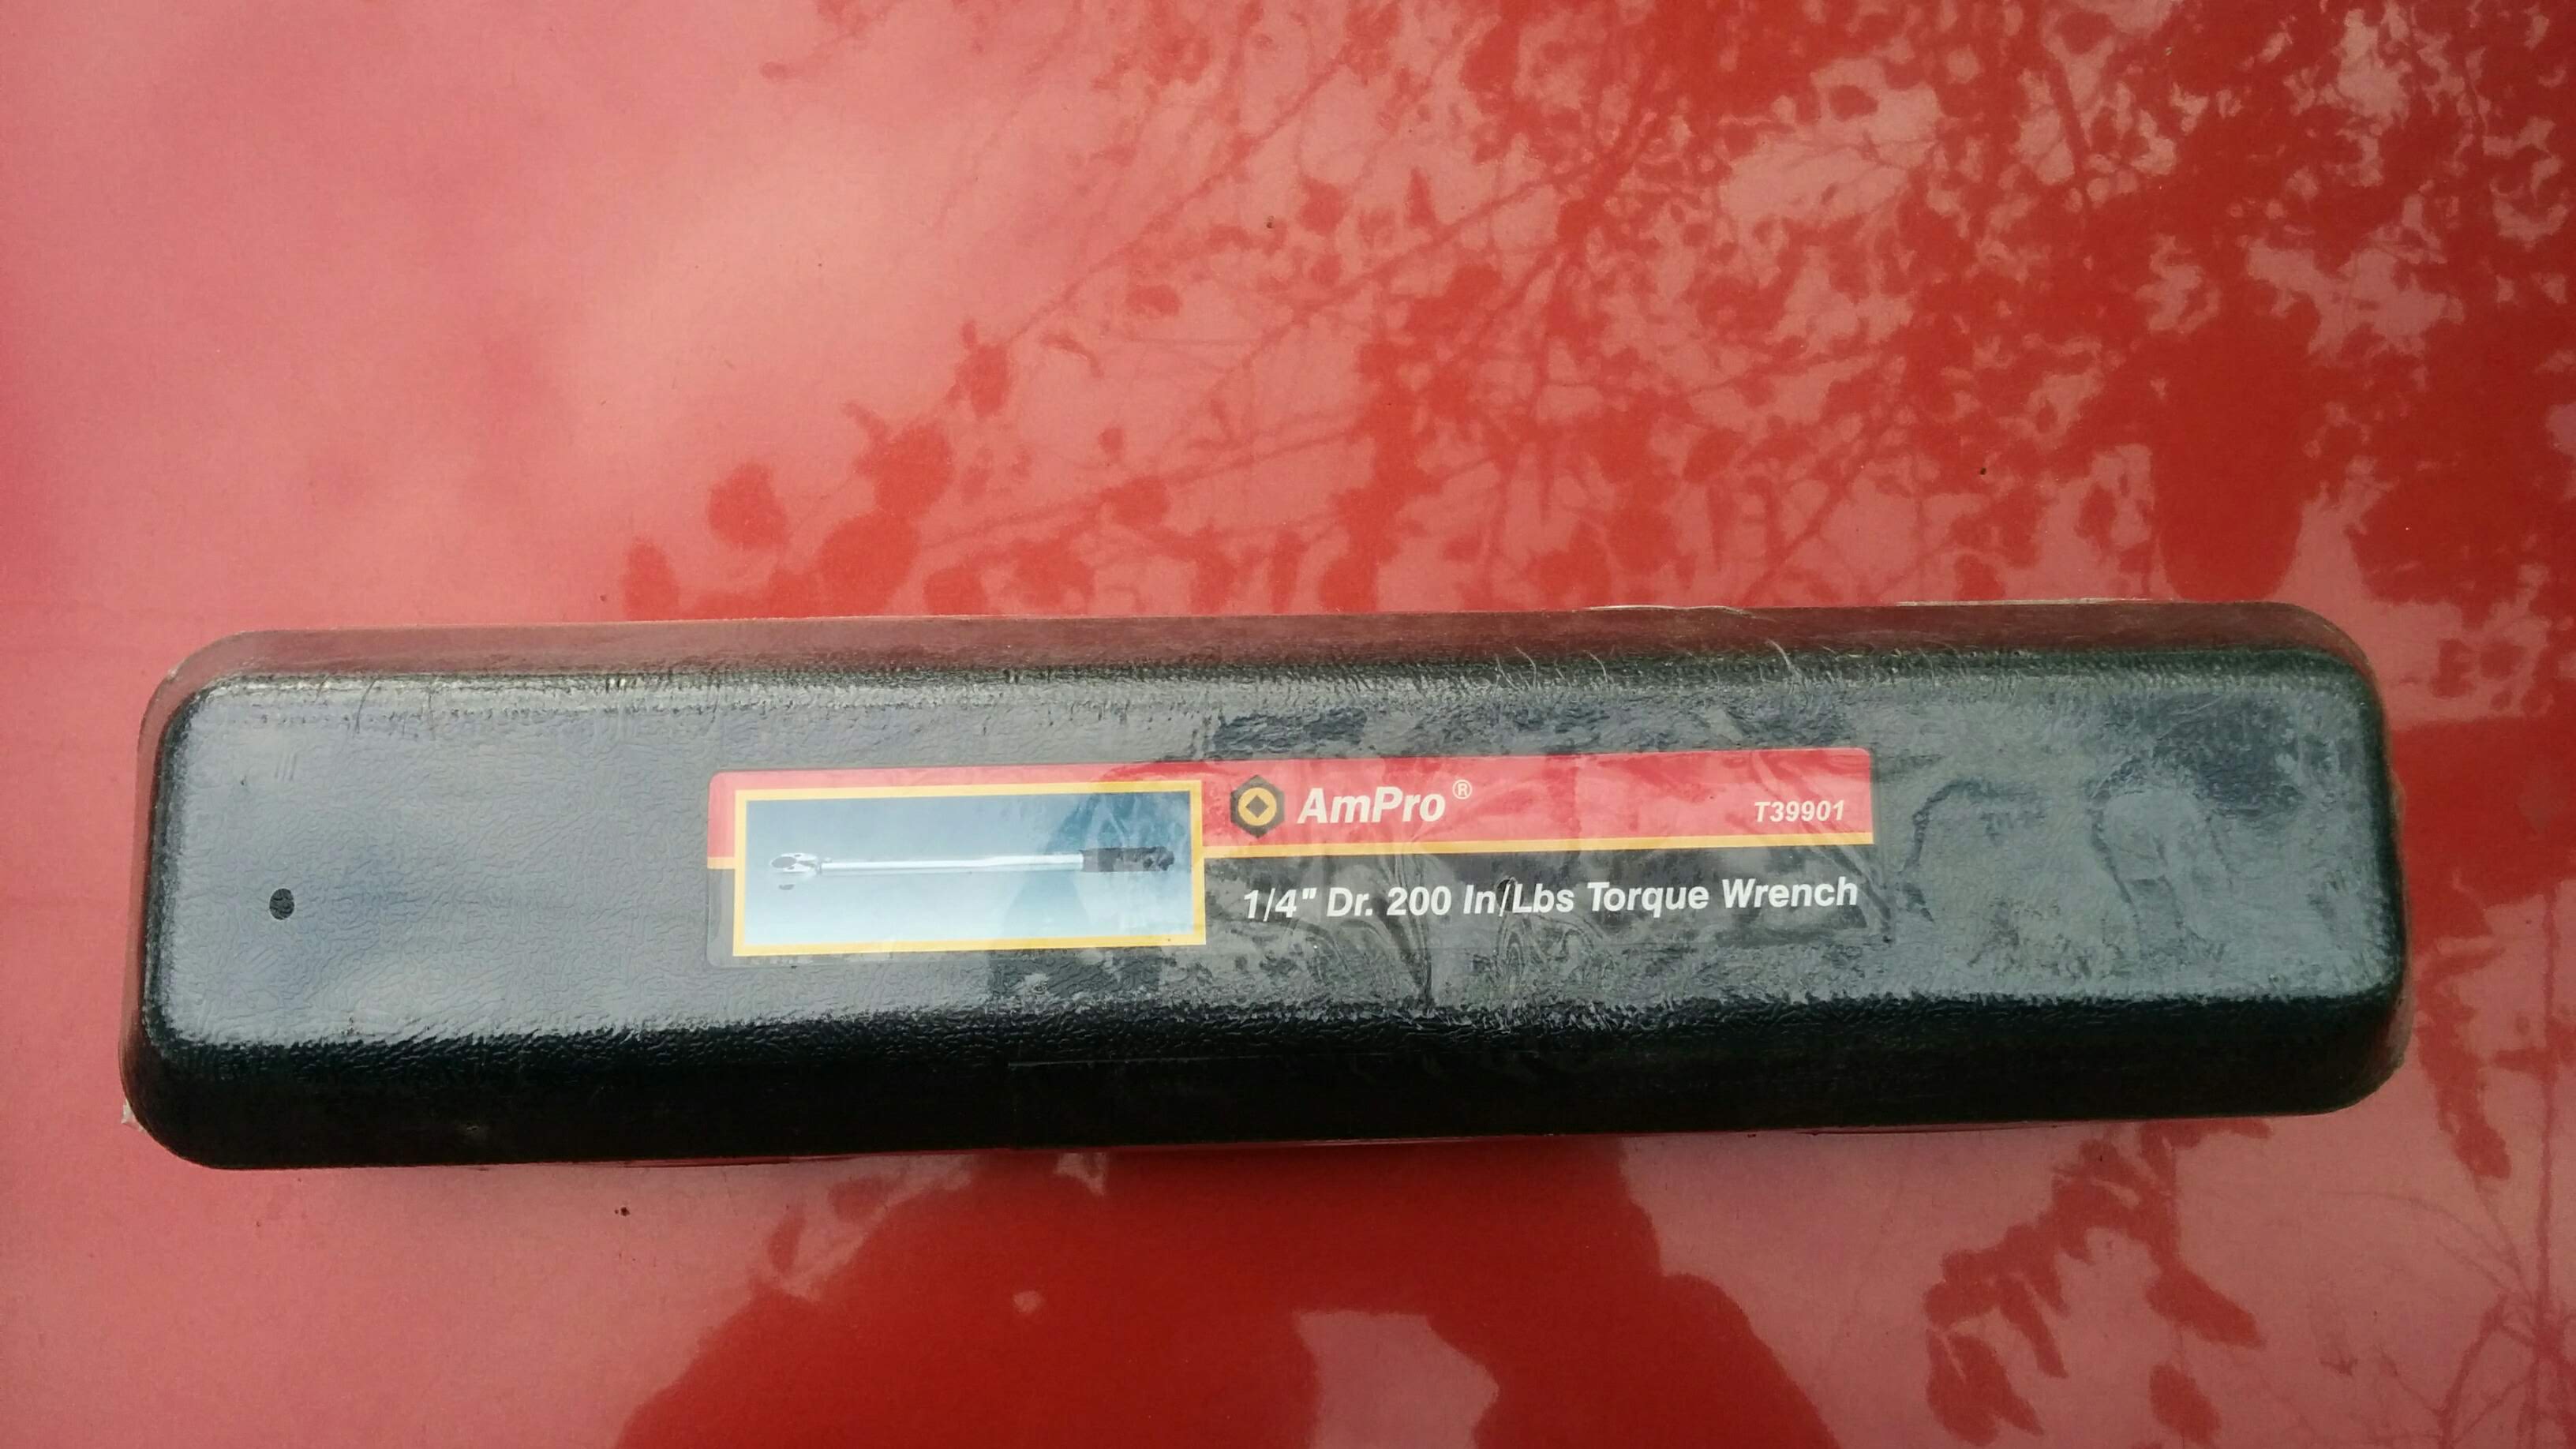 AmPro®
T39901
1/4" Dr. 200 In/Lbs Torque Wrench